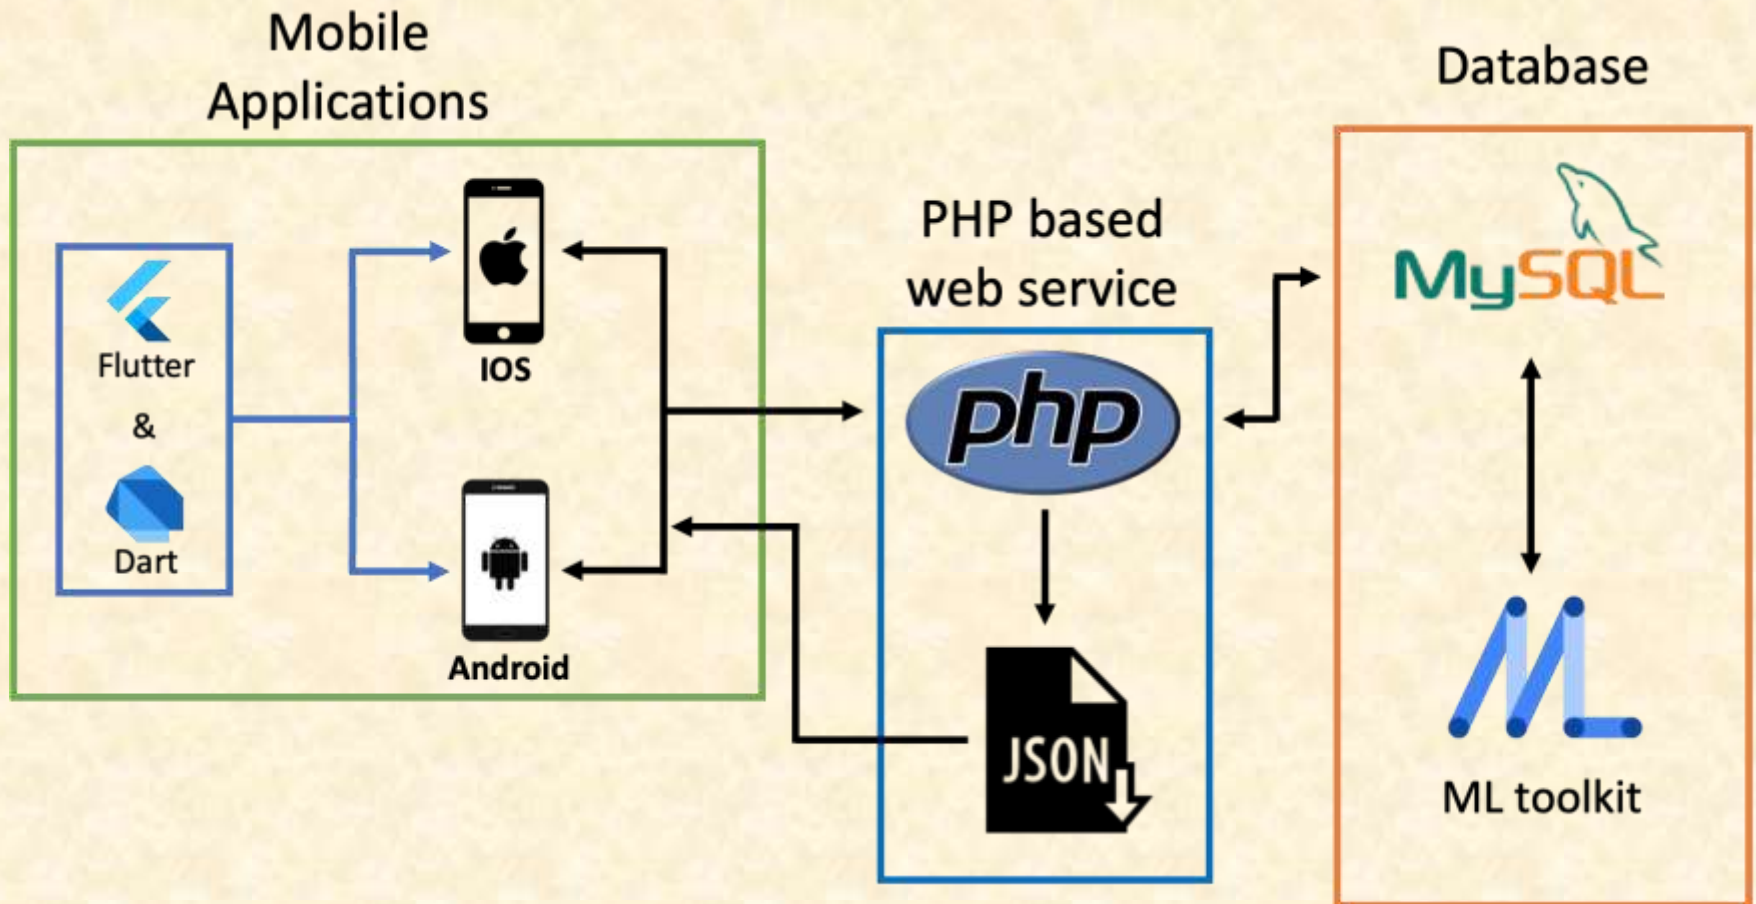 Mobile
Applications
Flutter
&
Dart
IOS
Android
PHP based
web service
php
JSON
Database
MySQL
ML toolkit